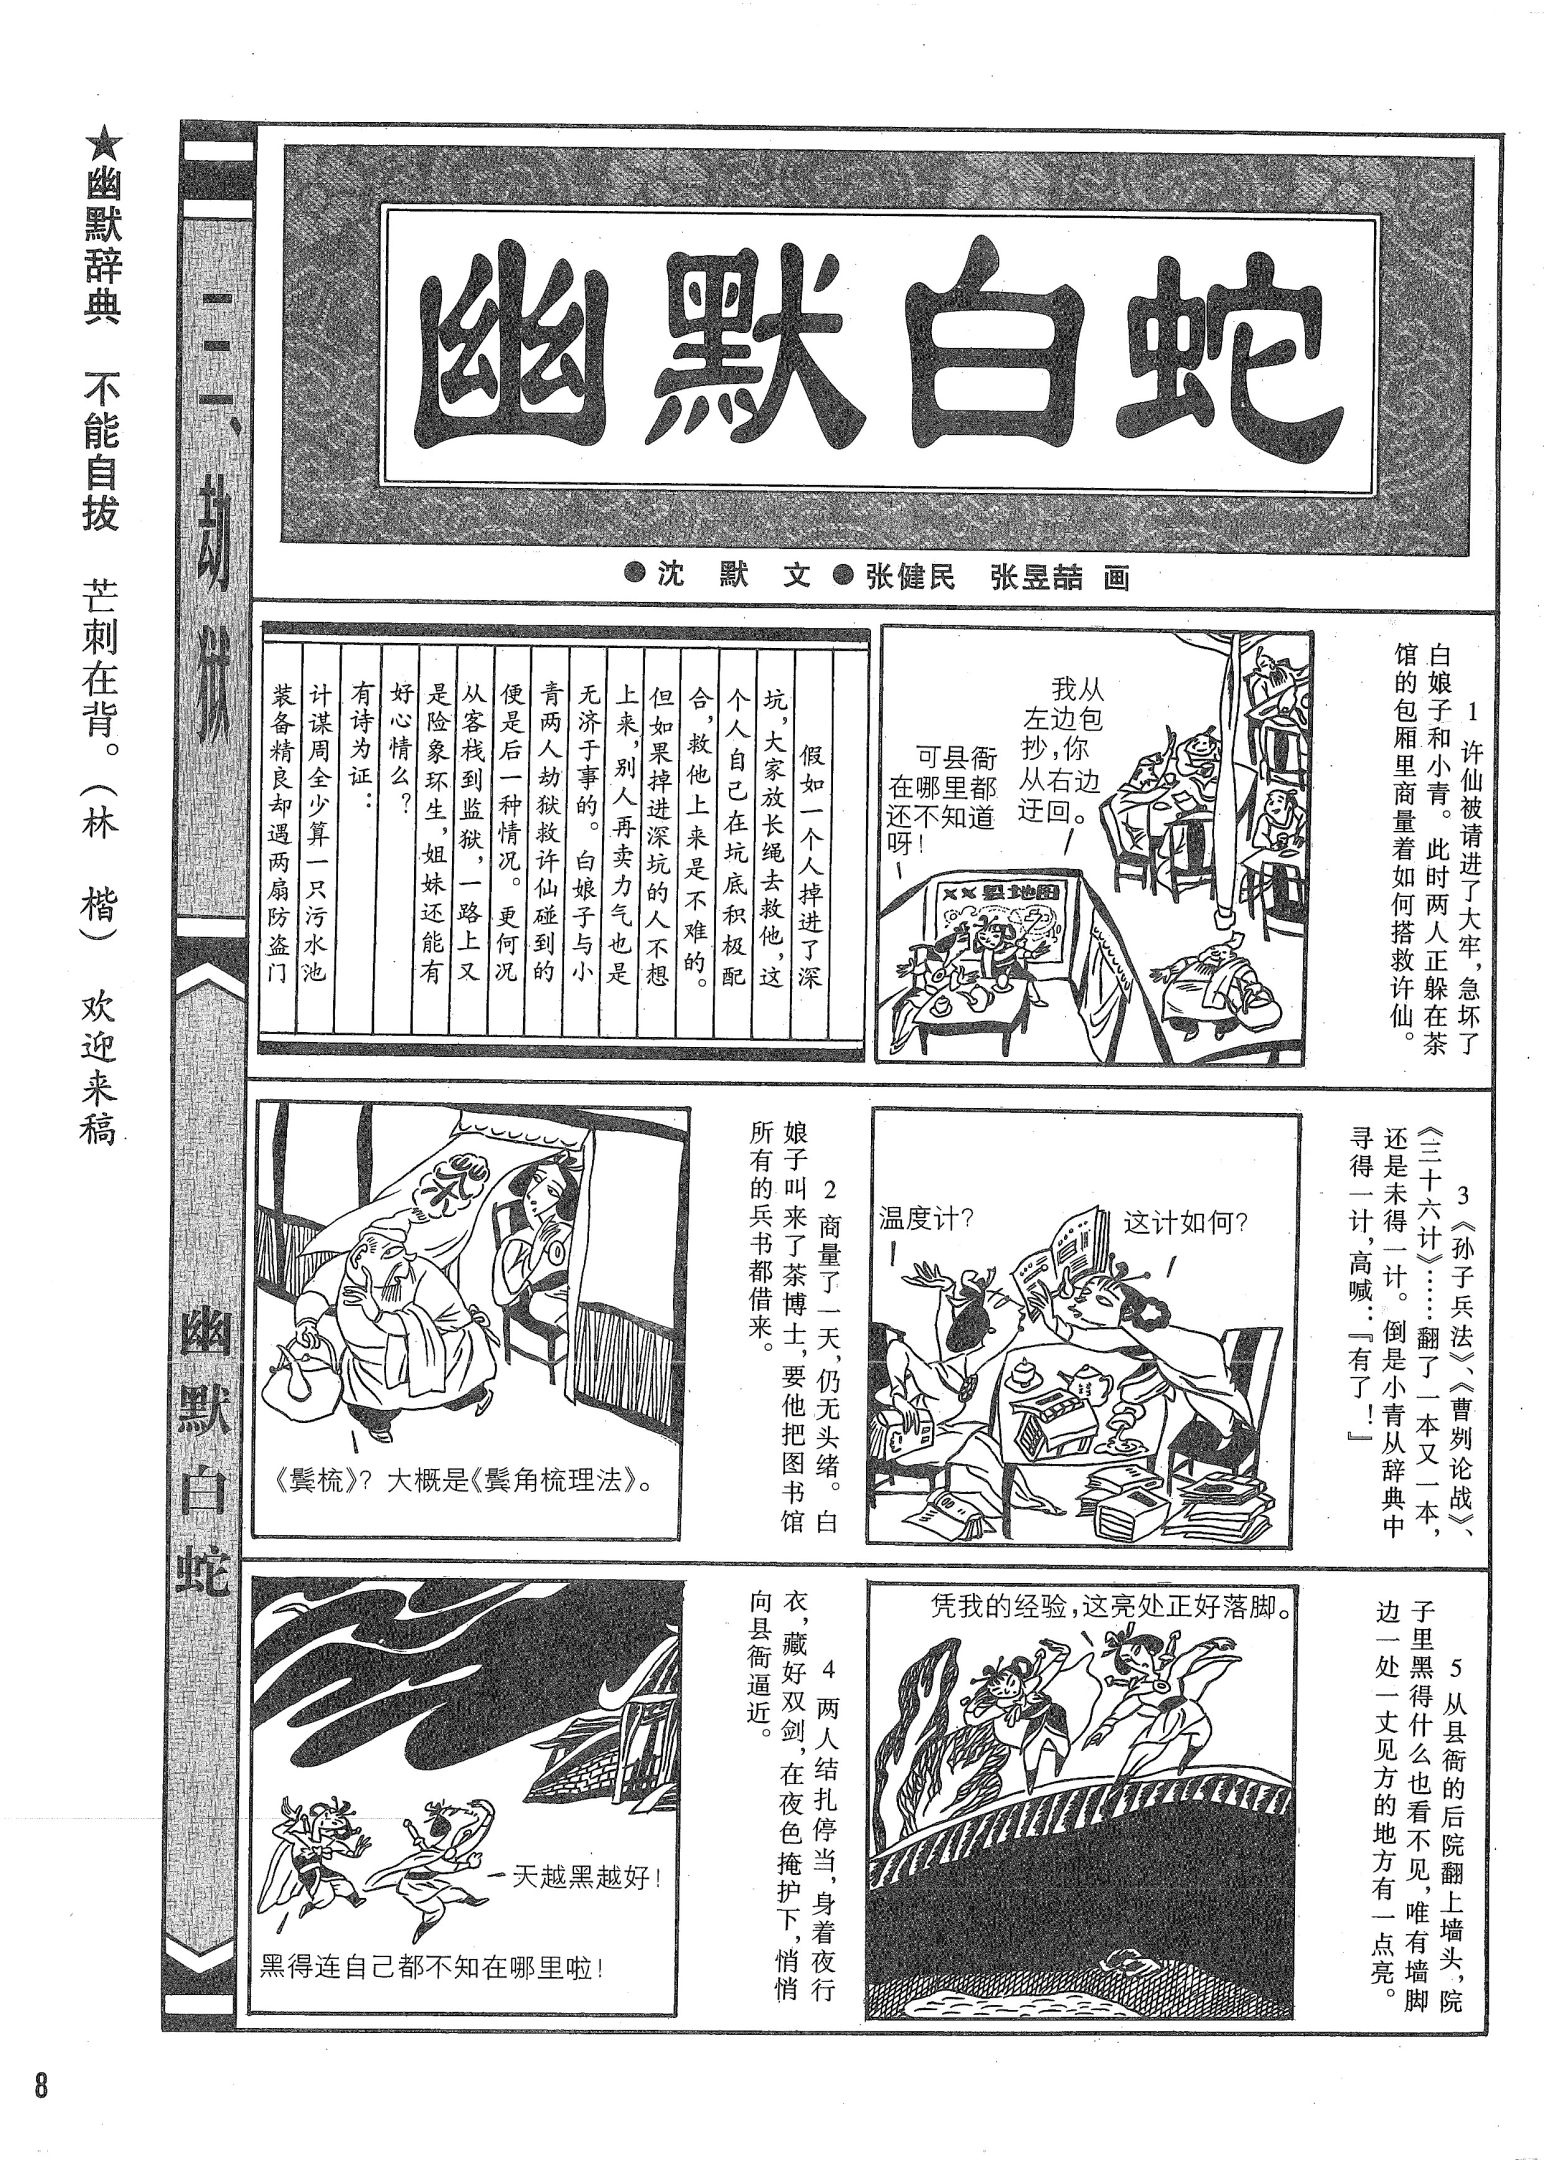 ★幽默辞典　不能自拔　芒刺在背。（林　楷）　欢迎来稿
劫狱
幽默白蛇
幽默白蛇
●沈　默　文●张健民　张昱喆　画
假如一个人掉进了深
坑，大家放长绳去救他，这
个人自己在坑底积极配
合，救他上来是不难的。
但如果掉进深坑的人不想
上来，别人再卖力气也是
无济于事的。白娘子与小
青两人劫狱救许仙碰到的
便是后一种情况。更何况
从客栈到监狱，一路上又
是险象环生，姐妹还能有
好心情么？
有诗为证：
计谋周全少算一只污水池
装备精良却遇两扇防盗门
1 许仙被请进了大牢，急坏了
白娘子和小青。此时两人正躲在茶
馆的包厢里商量着如何搭救许仙。
我从
左边包
抄，你
从右边
迂回。
可县衙
在哪里都
还不知道
呀！
××县地图
2 商量了一天，仍无头绪。白
娘子叫来了茶博士，要他把图书馆
所有的兵书都借来。
茶
《鬓梳》？大概是《鬓角梳理法》。
3 《孙子兵法》、《曹刿论战》、
《三十六计》……翻了一本又一本，
还是未得一计。倒是小青从辞典中
寻得一计，高喊：『有了！』
温度计？
这计如何？
4 两人结扎停当，身着夜行
衣，藏好双剑，在夜色掩护下，悄悄
向县衙逼近。
天越黑越好！
黑得连自己都不知在哪里啦！
5 从县衙的后院翻上墙头，院
子里黑得什么也看不见，唯有墙脚
边一处一丈见方的地方有一点亮。
凭我的经验，这亮处正好落脚。
8